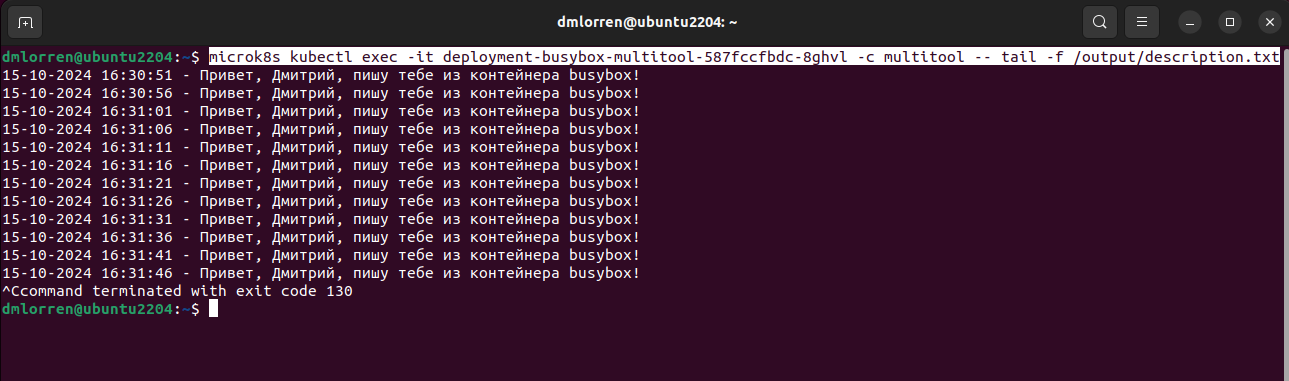 dmlorren@ubuntu2204: ~
dmlorren@ubuntu2204:~$ microk8s kubectl exec -it deployment-busybox-multitool-587fccfbdc-8ghvl -c multitool -- tail -f /output/description.txt
15-10-2024 16:30:51 - Привет, Дмитрий, пишу тебе из контейнера busybox!
15-10-2024 16:30:56 - Привет, Дмитрий, пишу тебе из контейнера busybox!
15-10-2024 16:31:01 - Привет, Дмитрий, пишу тебе из контейнера busybox!
15-10-2024 16:31:06 - Привет, Дмитрий, пишу тебе из контейнера busybox!
15-10-2024 16:31:11 - Привет, Дмитрий, пишу тебе из контейнера busybox!
15-10-2024 16:31:16 - Привет, Дмитрий, пишу тебе из контейнера busybox!
15-10-2024 16:31:21 - Привет, Дмитрий, пишу тебе из контейнера busybox!
15-10-2024 16:31:26 - Привет, Дмитрий, пишу тебе из контейнера busybox!
15-10-2024 16:31:31 - Привет, Дмитрий, пишу тебе из контейнера busybox!
15-10-2024 16:31:36 - Привет, Дмитрий, пишу тебе из контейнера busybox!
15-10-2024 16:31:41 - Привет, Дмитрий, пишу тебе из контейнера busybox!
15-10-2024 16:31:46 - Привет, Дмитрий, пишу тебе из контейнера busybox!
^Ccommand terminated with exit code 130
dmlorren@ubuntu2204:~$